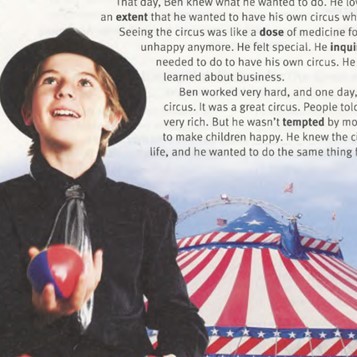 That day, Ben knew what he wanted to do. He lo
an extent that he wanted to have his own circus wh
Seeing the circus was like a dose of medicine fo
unhappy anymore. He felt special. He inqui
needed to do to have his own circus. He
learned about business.
Ben worked very hard, and one day,
circus. It was a great circus. People tol
very rich. But he wasn't tempted by mo
to make children happy. He knew the c
life, and he wanted to do the same thing f